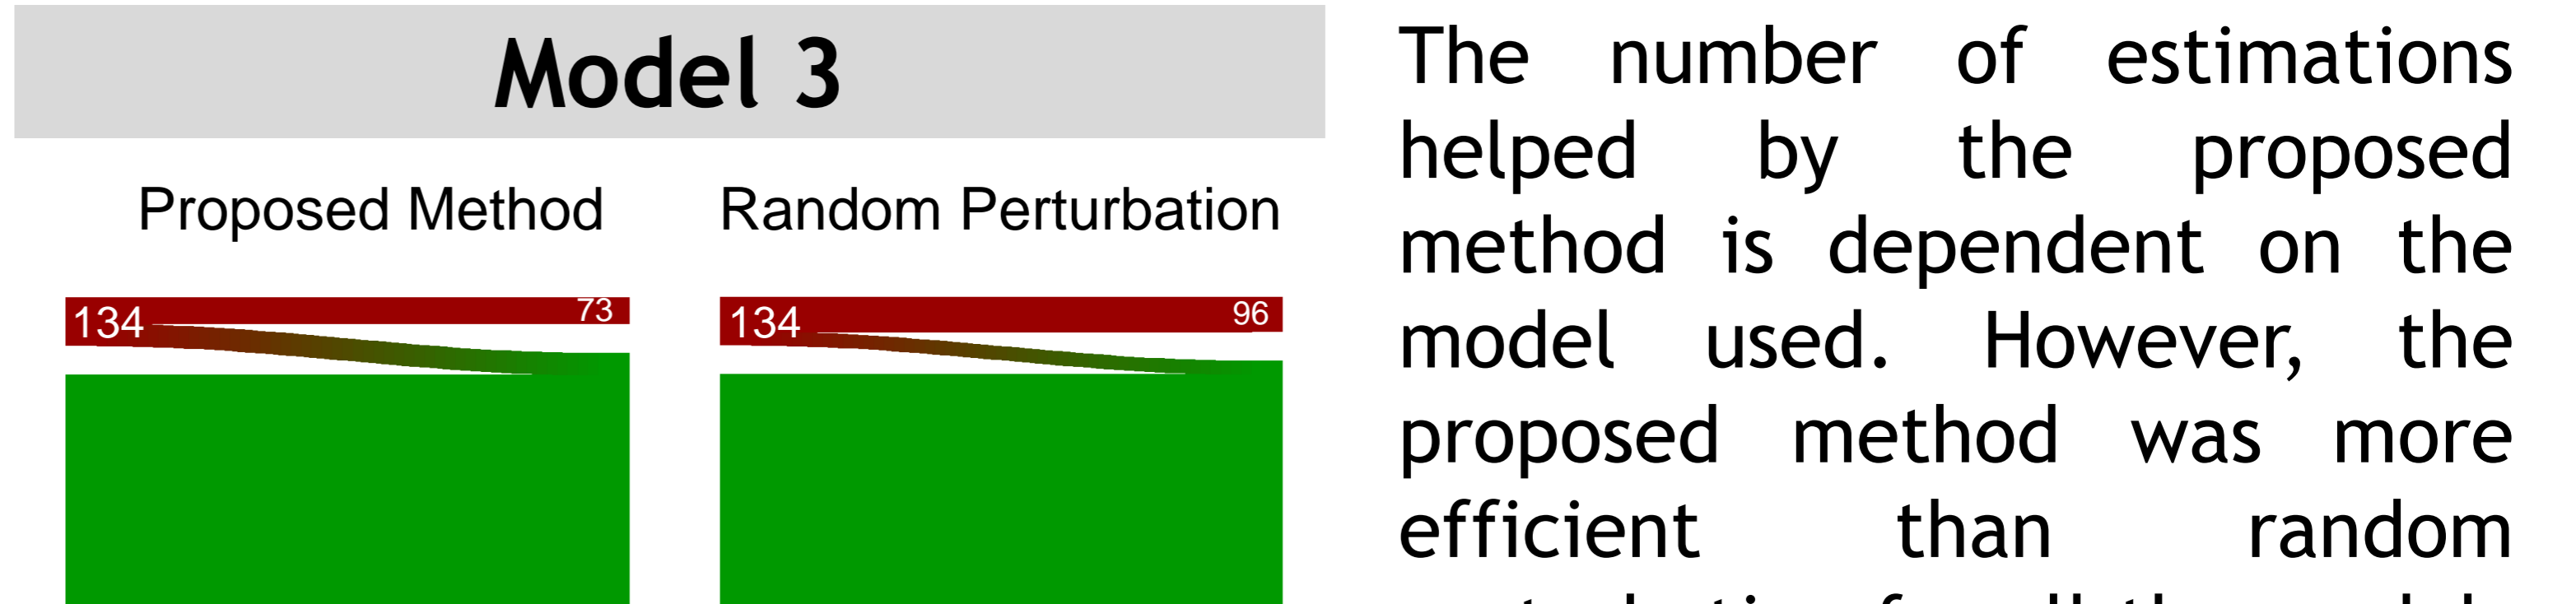 Model 3
Proposed Method
Random Perturbation
134
73
134
96
The number of estimations
helped by the proposed
method is dependent on the
model used. However, the
proposed method was more
efficient than random